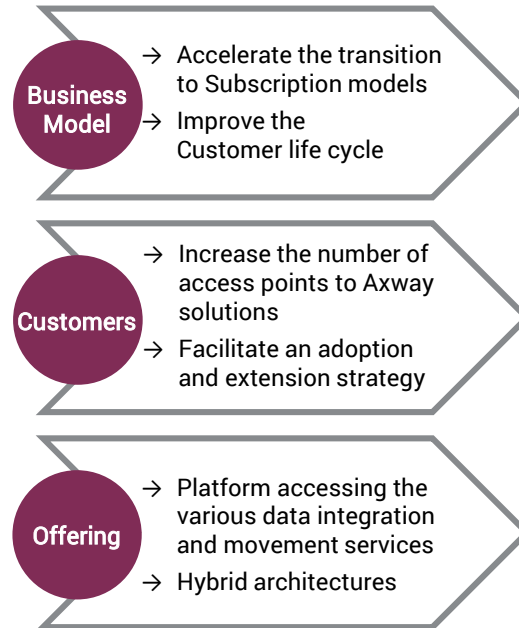 Business
Model
→ Accelerate the transition
to Subscription models
→ Improve the
Customer life cycle
Customers
→ Increase the number of
access points to Axway
solutions
→ Facilitate an adoption
and extension strategy
Offering
→ Platform accessing the
various data integration
and movement services
→ Hybrid architectures